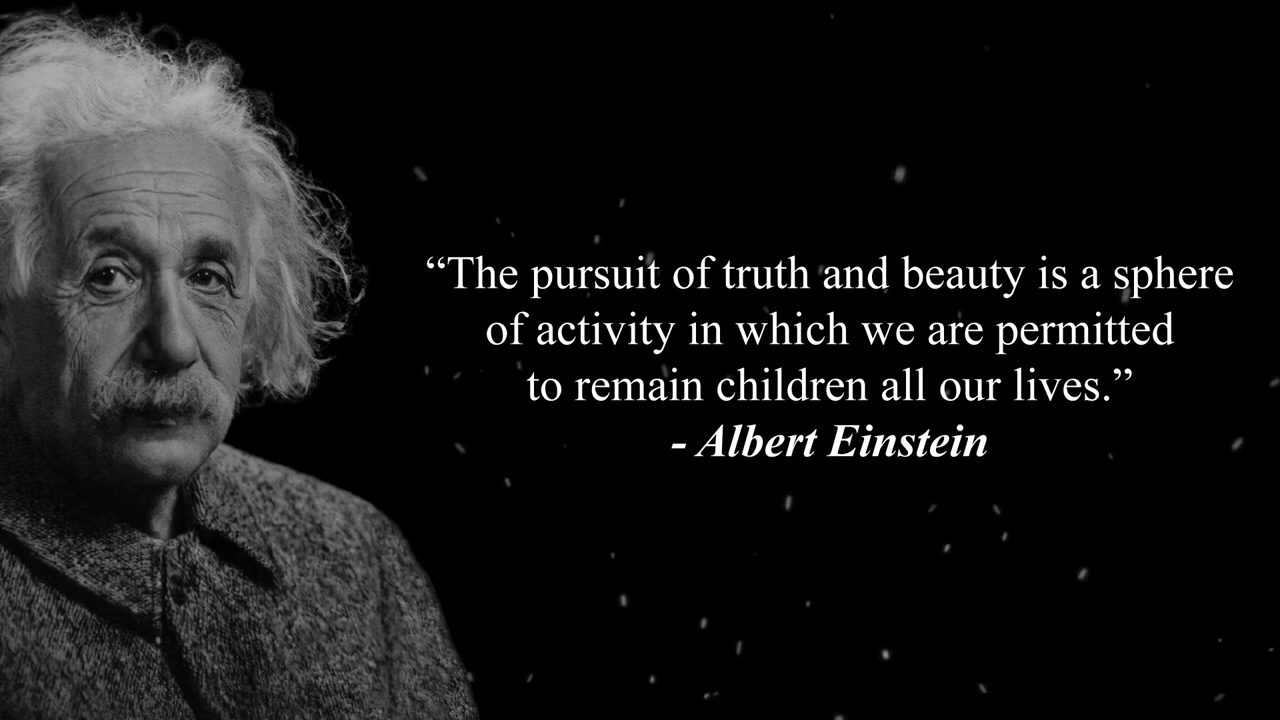 “The pursuit of truth and beauty is a sphere
of activity in which we are permitted
to remain children all our lives.”
- Albert Einstein